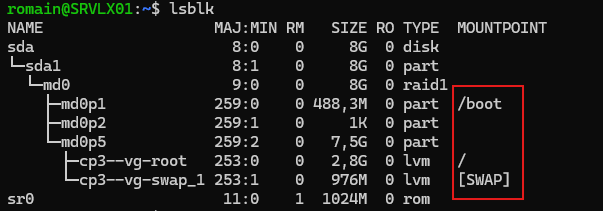 romain@SRVLX01:~$ lsblk
NAME MAJ:MIN RM SIZE RO TYPE MOUNTPOINT
sda 8:0 0 8G 0 disk
└─sda1 8:1 0 8G 0 part
└─md0 9:0 0 8G 0 raid1
├─md0p1 259:0 0 488,3M 0 part /boot
├─md0p2 259:1 0 1K 0 part
└─md0p5 259:2 0 7,5G 0 part
├─cp3--vg-root 253:0 0 2,8G 0 lvm /
└─cp3--vg-swap_1 253:1 0 976M 0 lvm [SWAP]
sr0 11:0 1 1024M 0 rom